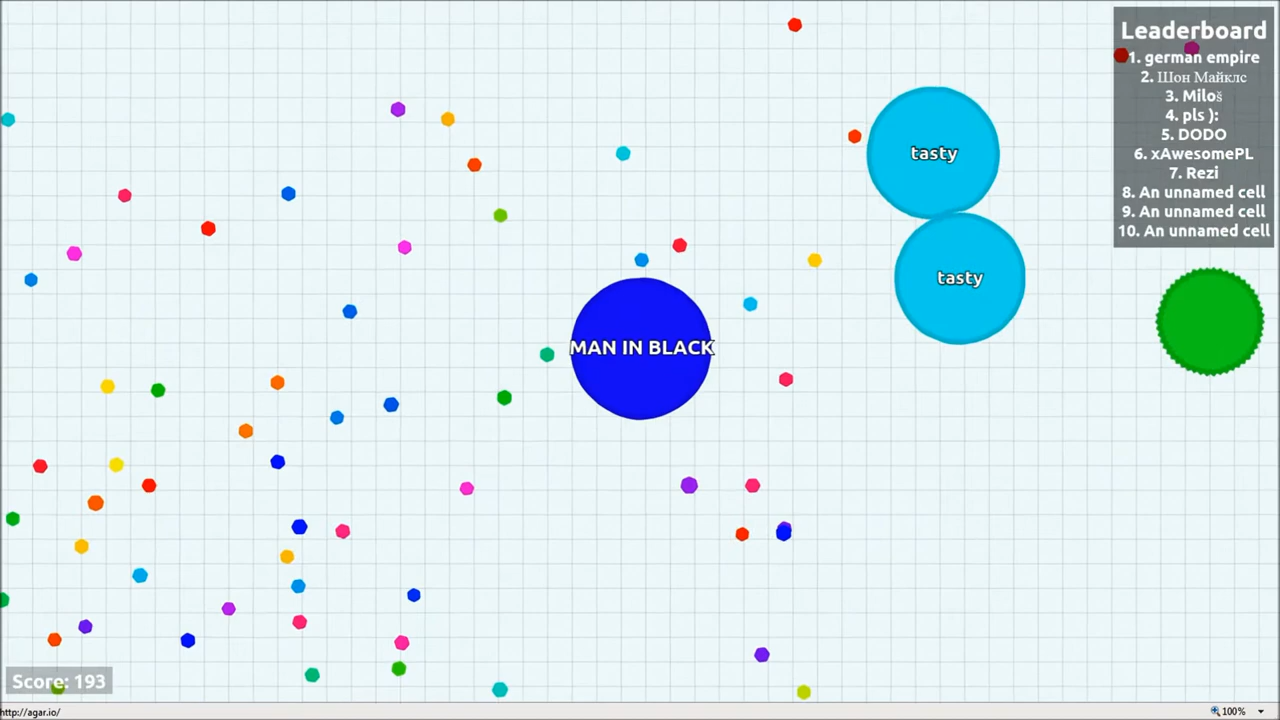 Leaderboard
1. german empire
2. Шон Майклс
3. Miloš
4. pls ):
5. DODO
6. xAwesomePL
7. Rezi
8. An unnamed cell
9. An unnamed cell
10. An unnamed cell
tasty
tasty
MAN IN BLACK
Score: 193
http://agar.io/
100%